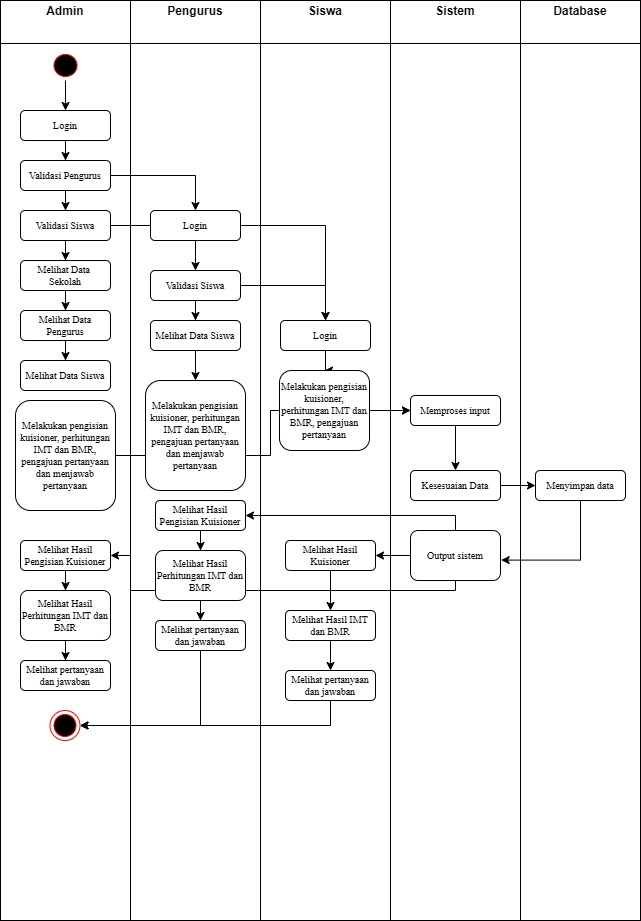 Admin
Pengurus
Siswa
Sistem
Database
Login
Validasi Pengurus
Validasi Siswa
Melihat Data
Sekolah
Melihat Data
Pengurus
Melihat Data Siswa
Melakukan pengisian
kuisioner, perhitungan
IMT dan BMR,
pengajuan pertanyaan
dan menjawab
pertanyaan
Melihat Hasil
Pengisian Kuisioner
Melihat Hasil
Perhitungan IMT dan
BMR
Melihat pertanyaan
dan jawaban
Login
Validasi Siswa
Melihat Data Siswa
Melakukan pengisian
kuisioner, perhitungan
IMT dan BMR,
pengajuan pertanyaan
dan menjawab
pertanyaan
Melihat Hasil
Pengisian Kuisioner
Melihat Hasil
Perhitungan IMT dan
BMR
Melihat pertanyaan
dan jawaban
Login
Melakukan pengisian
kuisioner,
perhitungan IMT dan
BMR, pengajuan
pertanyaan
Melihat Hasil
Kuisioner
Melihat Hasil IMT
dan BMR
Melihat pertanyaan
dan jawaban
Memproses input
Kesesuaian Data
Output sistem
Menyimpan data